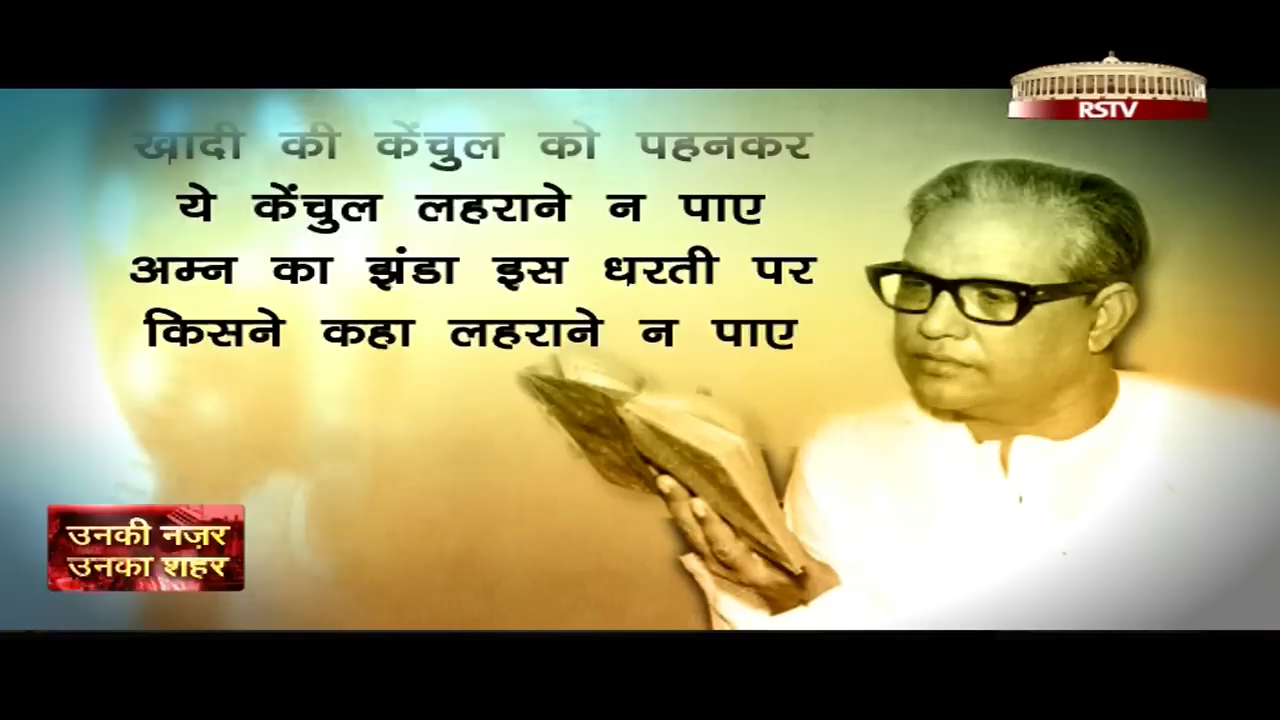 RSTV
खादी की केंचुल को पहनकर
ये केंचुल लहराने न पाए
अम्न का झंडा इस धरती पर
किसने कहा लहराने न पाए
उनकी नज़र
उनका शहर